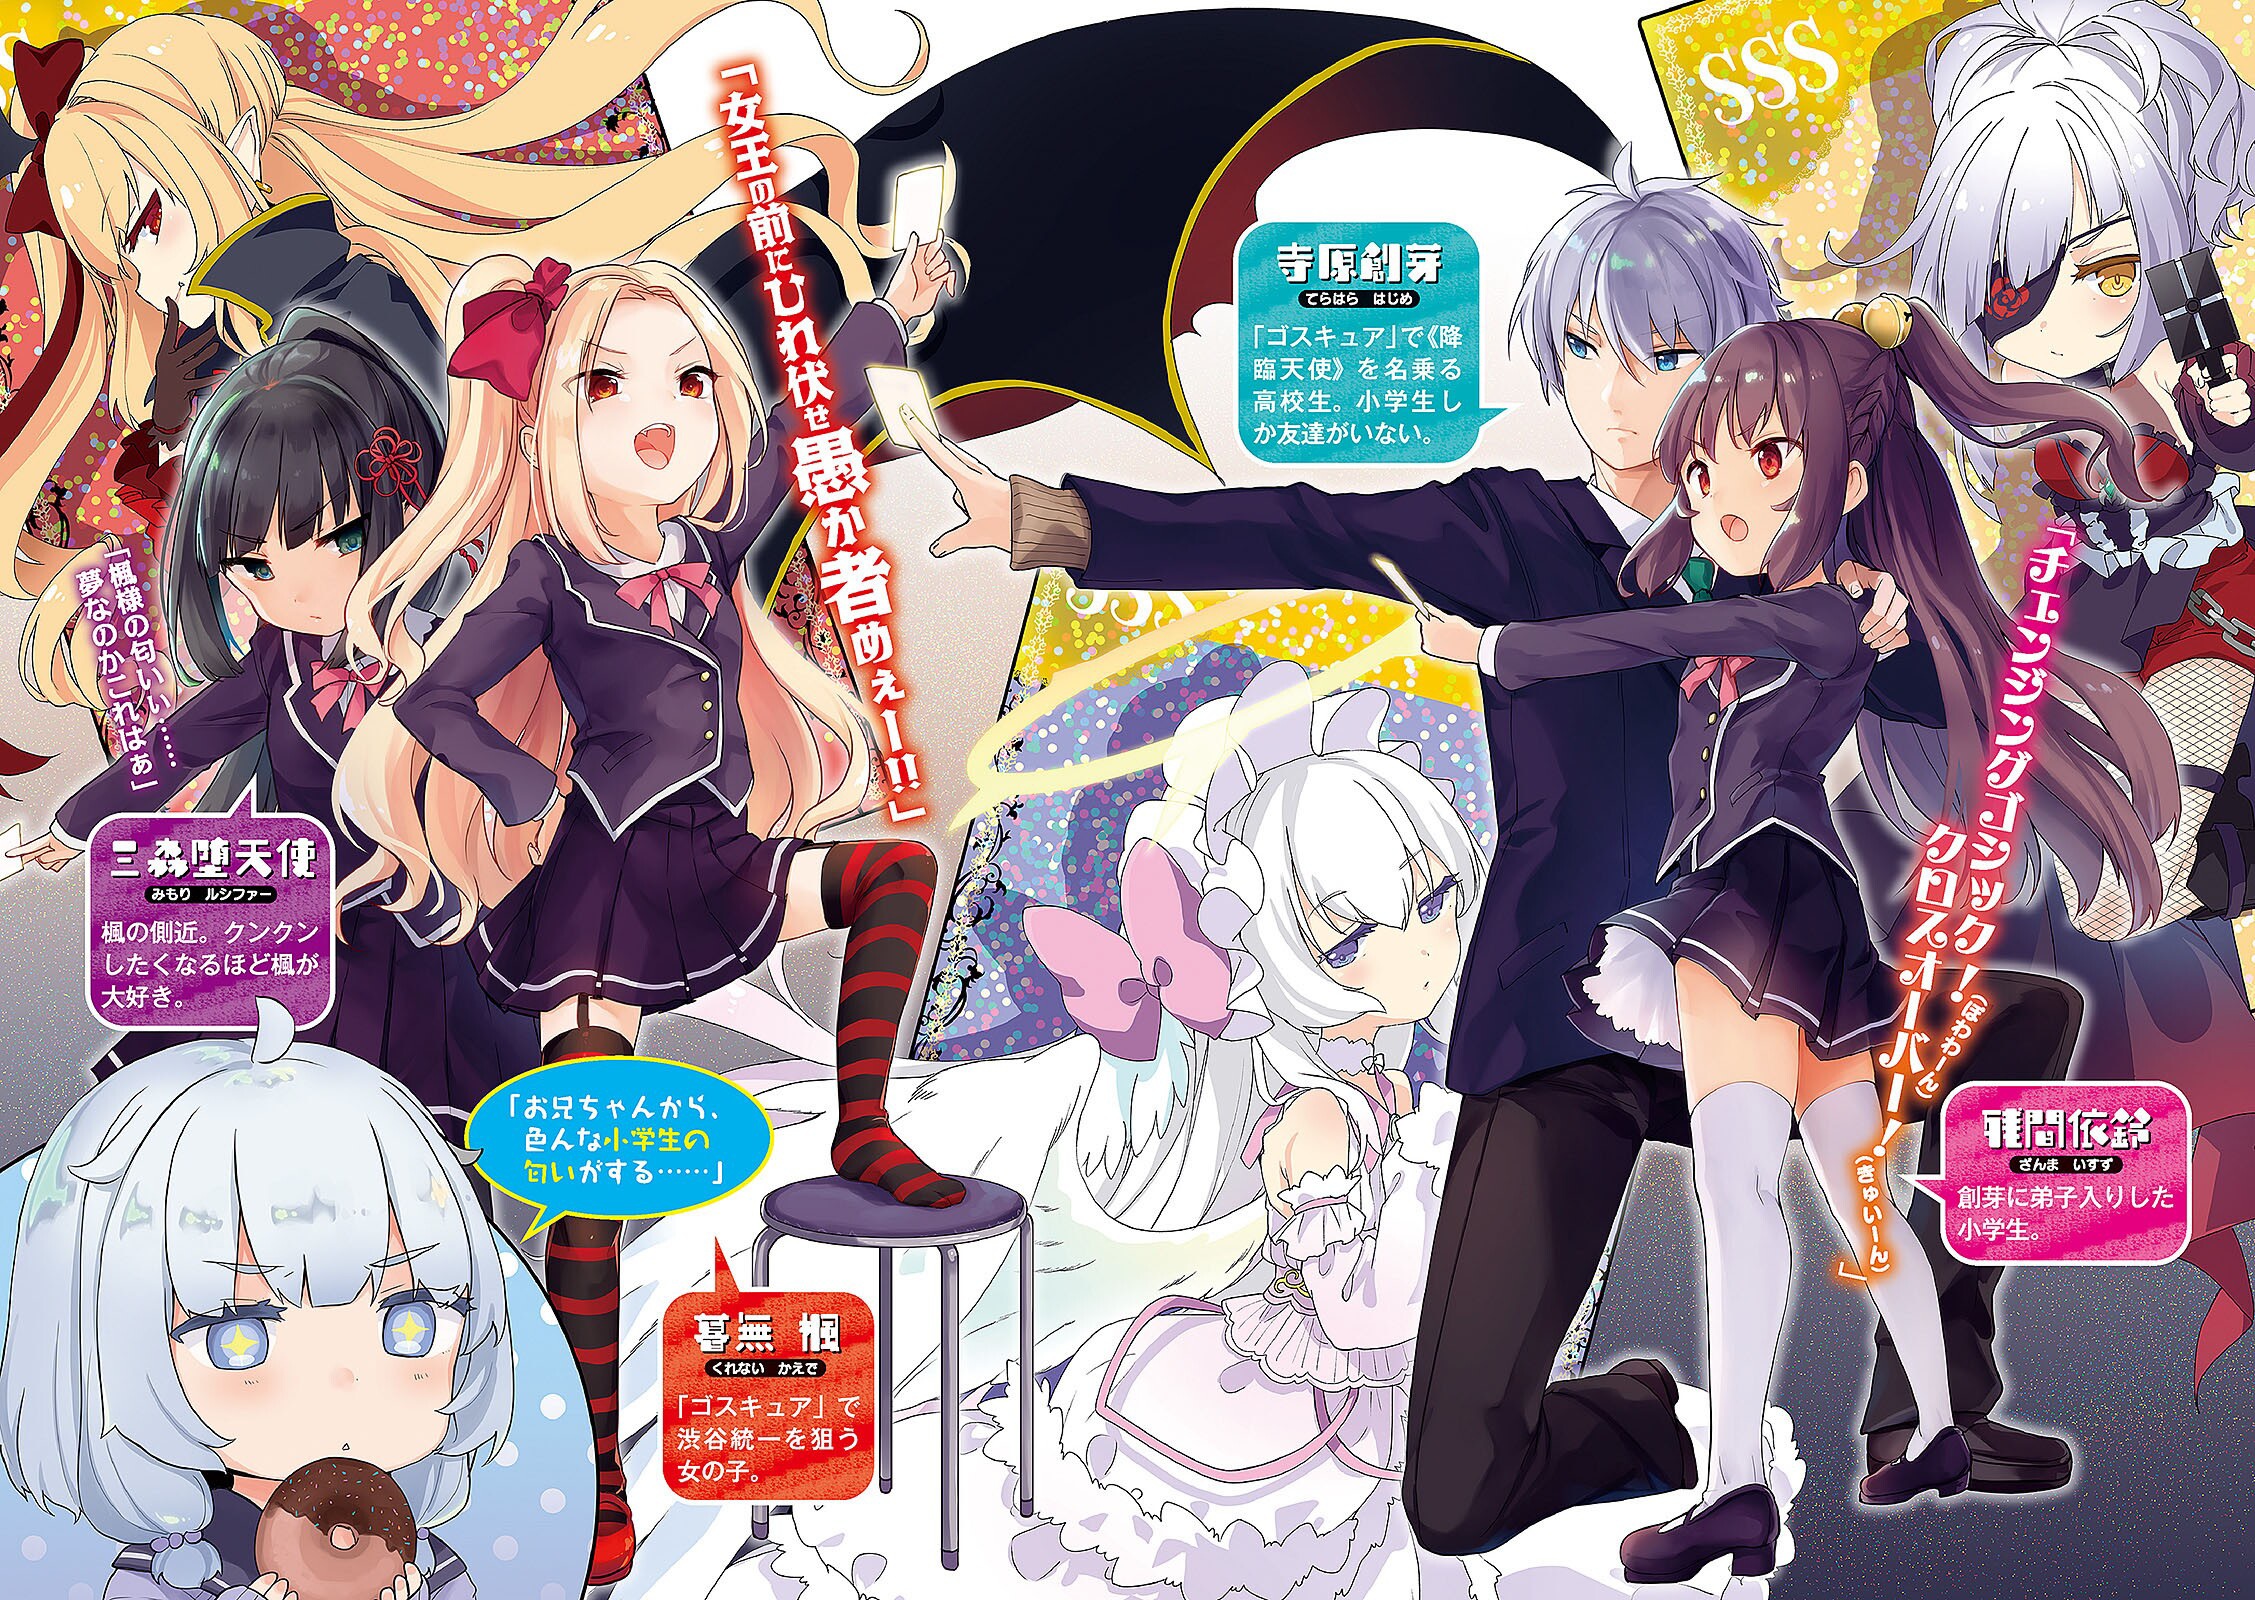 SSS
「チェンジングゴシック！(ほわわーん)
クロスオーバー！(きゅいーん)」
寺原創芽
てらはら はじめ
「ゴスキュア」で《降
臨天使》を名乗る
高校生。小学生し
か友達がいない。
残間依鈴
ざんま いすず
創芽に弟子入りした
小学生。
SSS
「女王の前にひれ伏せ愚か者めぇー!!」
暮無 楓
くれない かえで
「ゴスキュア」で
渋谷統一を狙う
女の子。
「楓様の匂いい……
夢なのかこれはぁ」
三森堕天使
みもり ルシファー
楓の側近。クンクン
したくなるほど楓が
大好き。
「お兄ちゃんから、
色んな小学生の
匂いがする……」
S